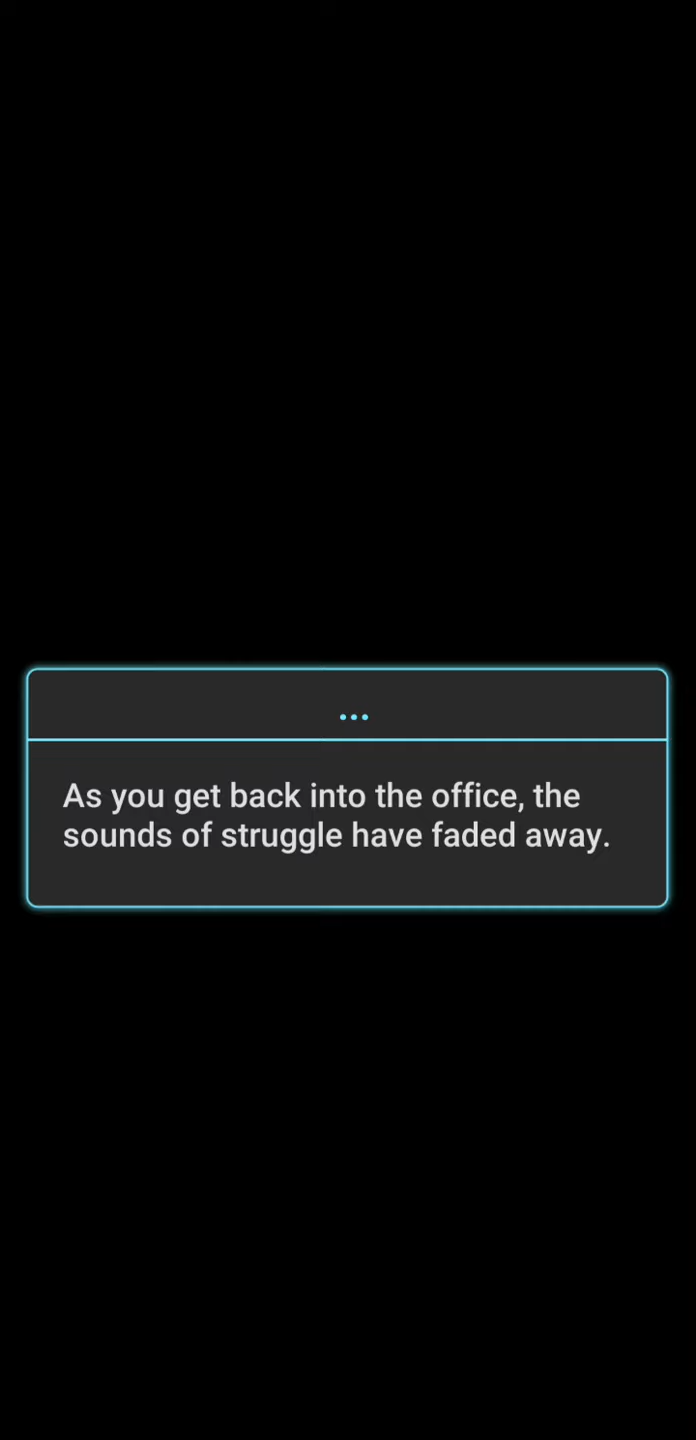 ...
As you get back into the office, the
sounds of struggle have faded away.